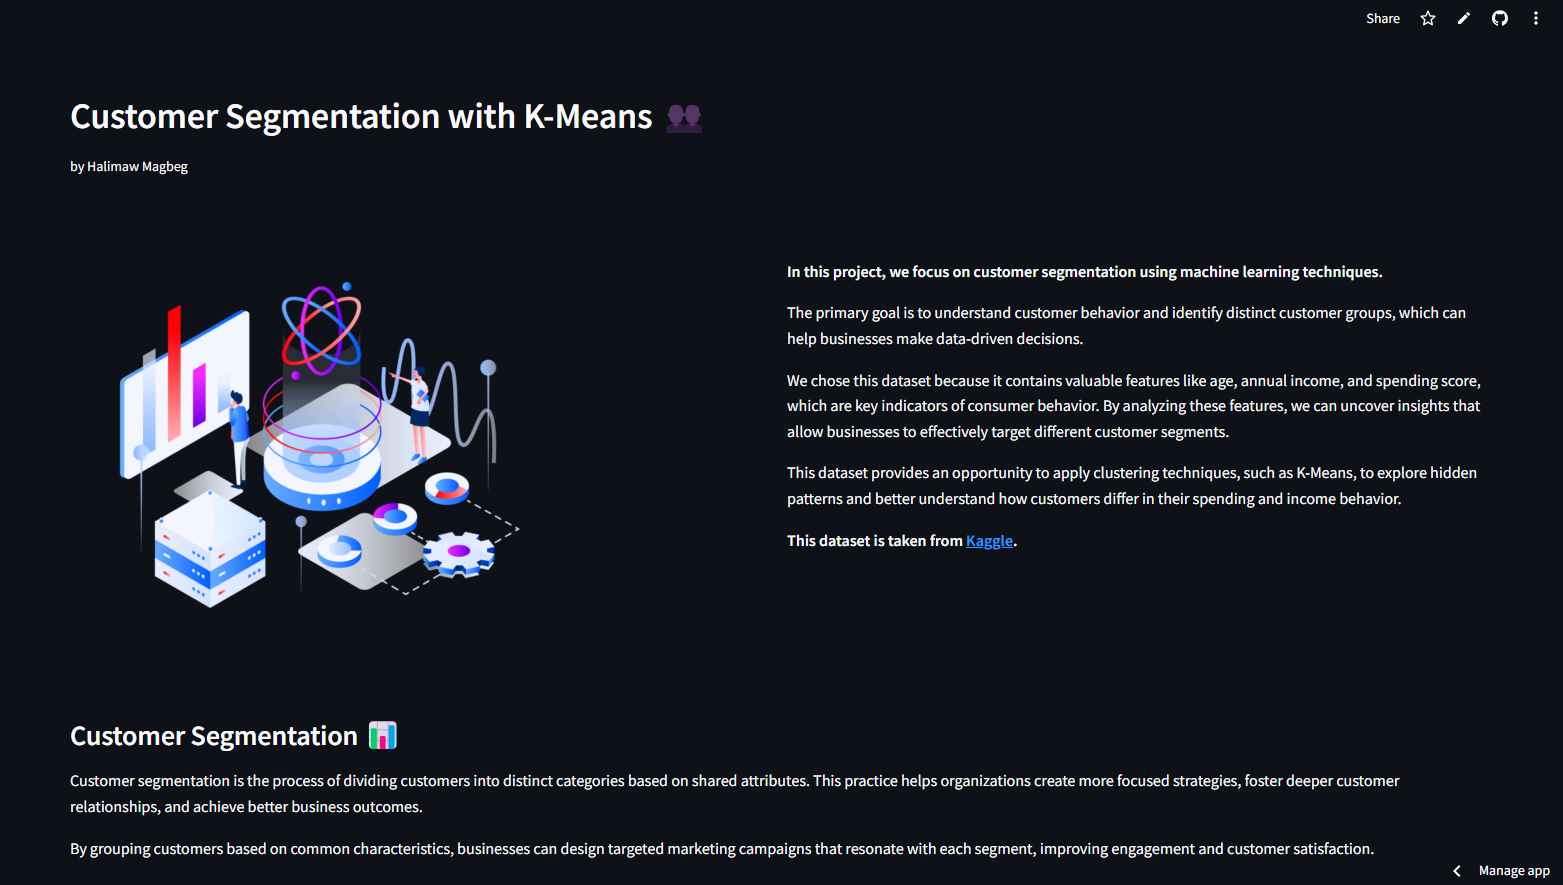 Share
Customer Segmentation with K-Means
by Halimaw Magbeg
In this project, we focus on customer segmentation using machine learning techniques.
The primary goal is to understand customer behavior and identify distinct customer groups, which can
help businesses make data-driven decisions.
We chose this dataset because it contains valuable features like age, annual income, and spending score,
which are key indicators of consumer behavior. By analyzing these features, we can uncover insights that
allow businesses to effectively target different customer segments.
This dataset provides an opportunity to apply clustering techniques, such as K-Means, to explore hidden
patterns and better understand how customers differ in their spending and income behavior.
This dataset is taken from Kaggle.
Customer Segmentation
Customer segmentation is the process of dividing customers into distinct categories based on shared attributes. This practice helps organizations create more focused strategies, foster deeper customer
relationships, and achieve better business outcomes.
By grouping customers based on common characteristics, businesses can design targeted marketing campaigns that resonate with each segment, improving engagement and customer satisfaction.
Manage app